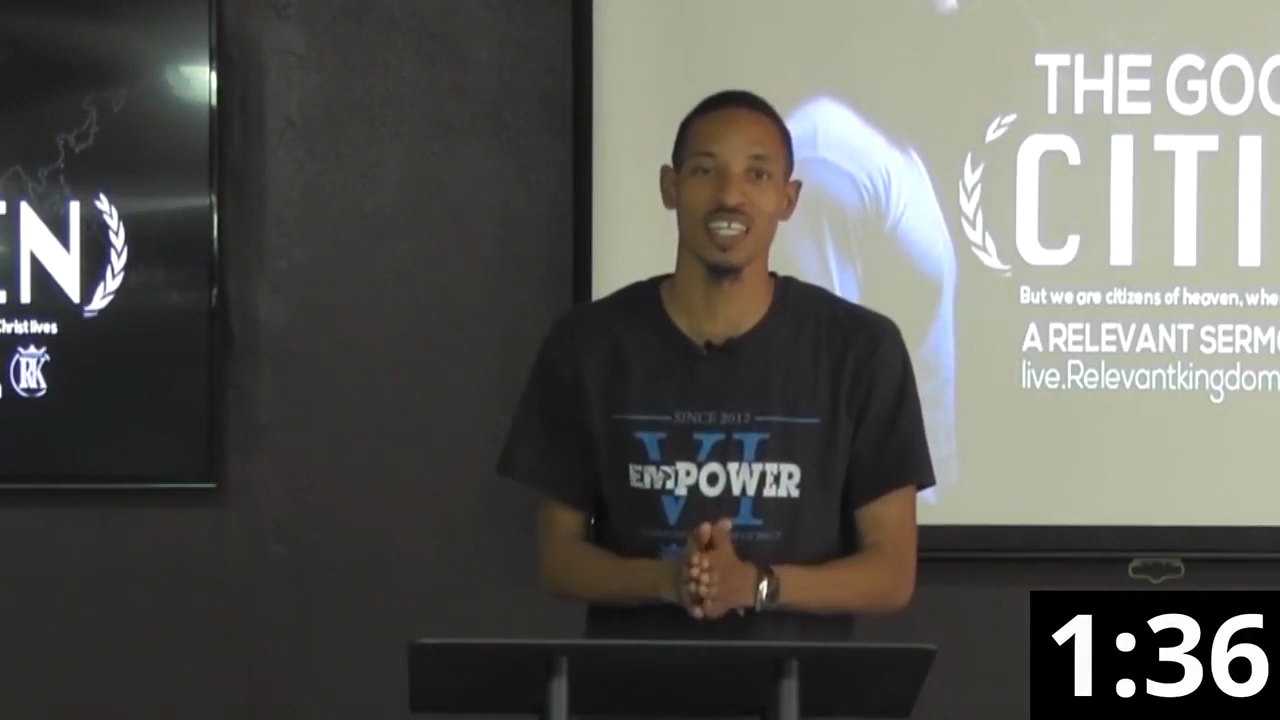 EN
Christ lives
RK
THE GOO
CITI
But we are citizens of heaven, whe
A RELEVANT SERMO
live.Relevantkingdom
SINCE 2012
VI
EMPOWER
1:36